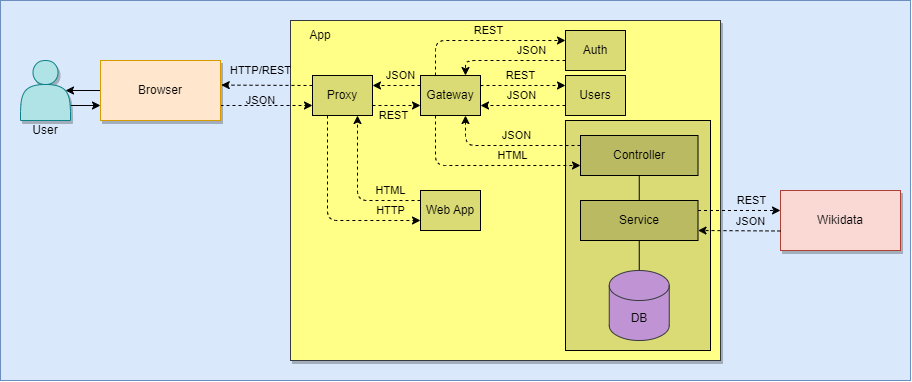 App
REST
Auth
JSON
HTTP/REST
JSON
REST
Browser
Proxy
Gateway
Users
JSON
REST
JSON
User
JSON
HTML
Controller
HTML
HTTP
Web App
Service
REST
JSON
Wikidata
DB